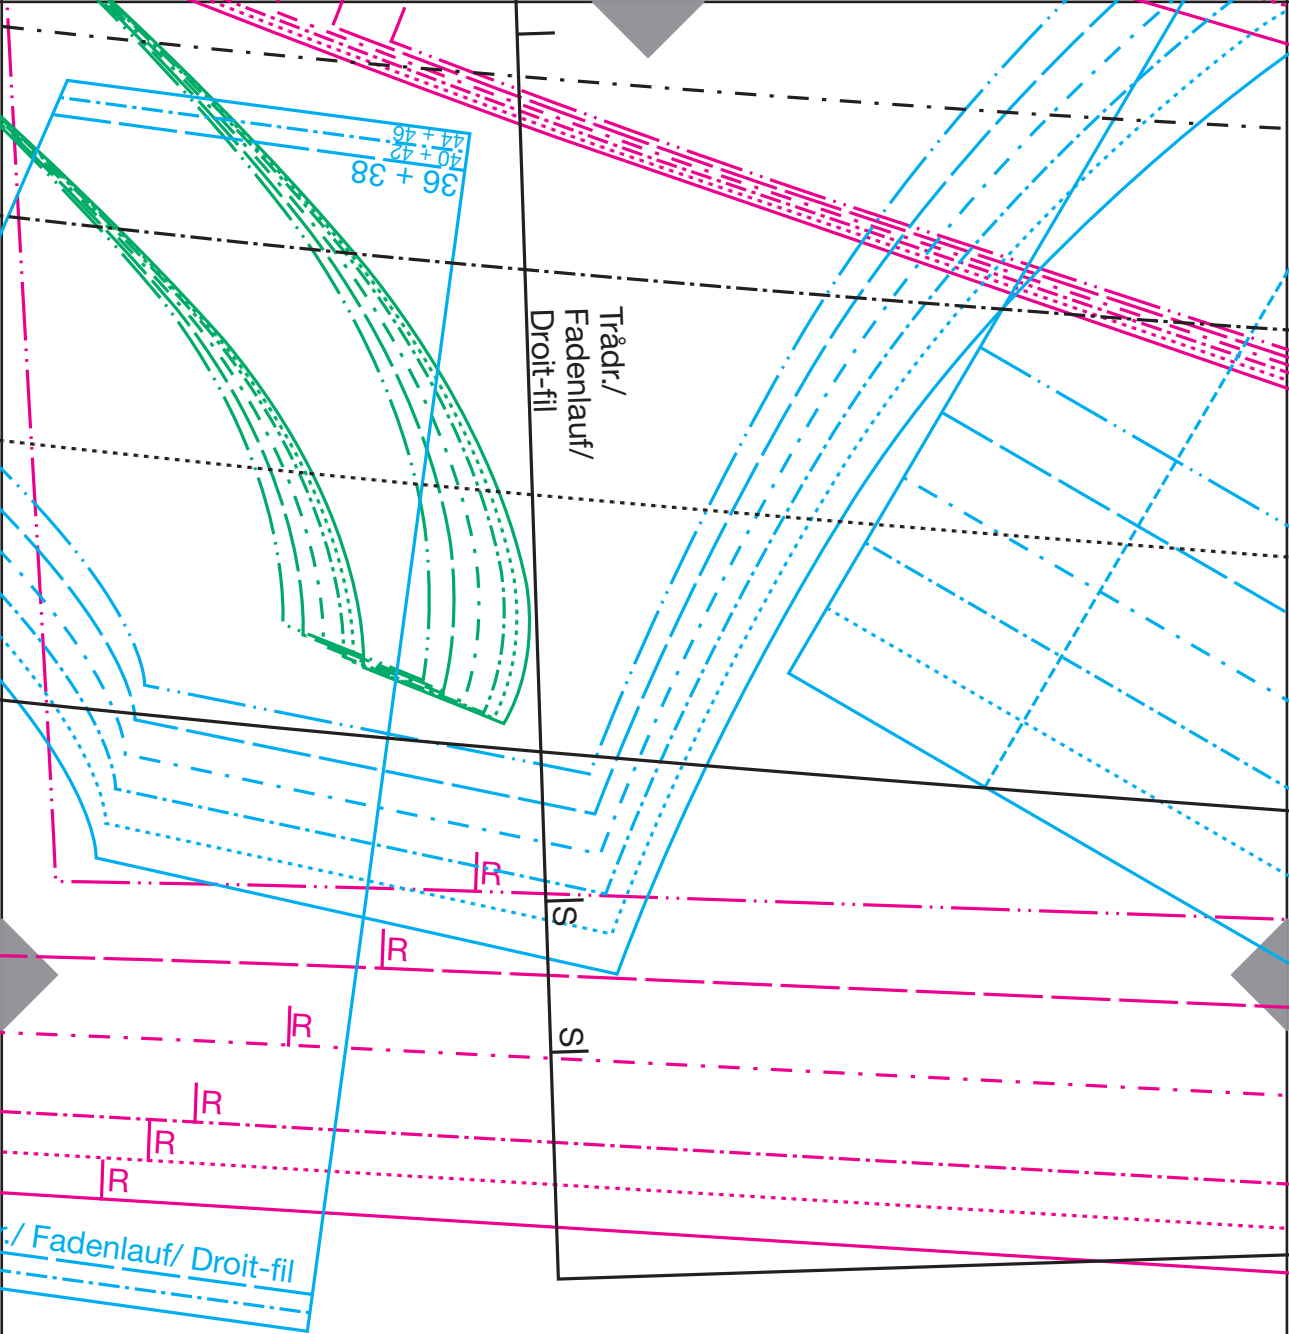 44 + 46
40 + 42
36 + 38
Trådr./
Fadenlauf/
Droit-fil
R
S
R
R
S
R
R
R
./ Fadenlauf/ Droit-fil